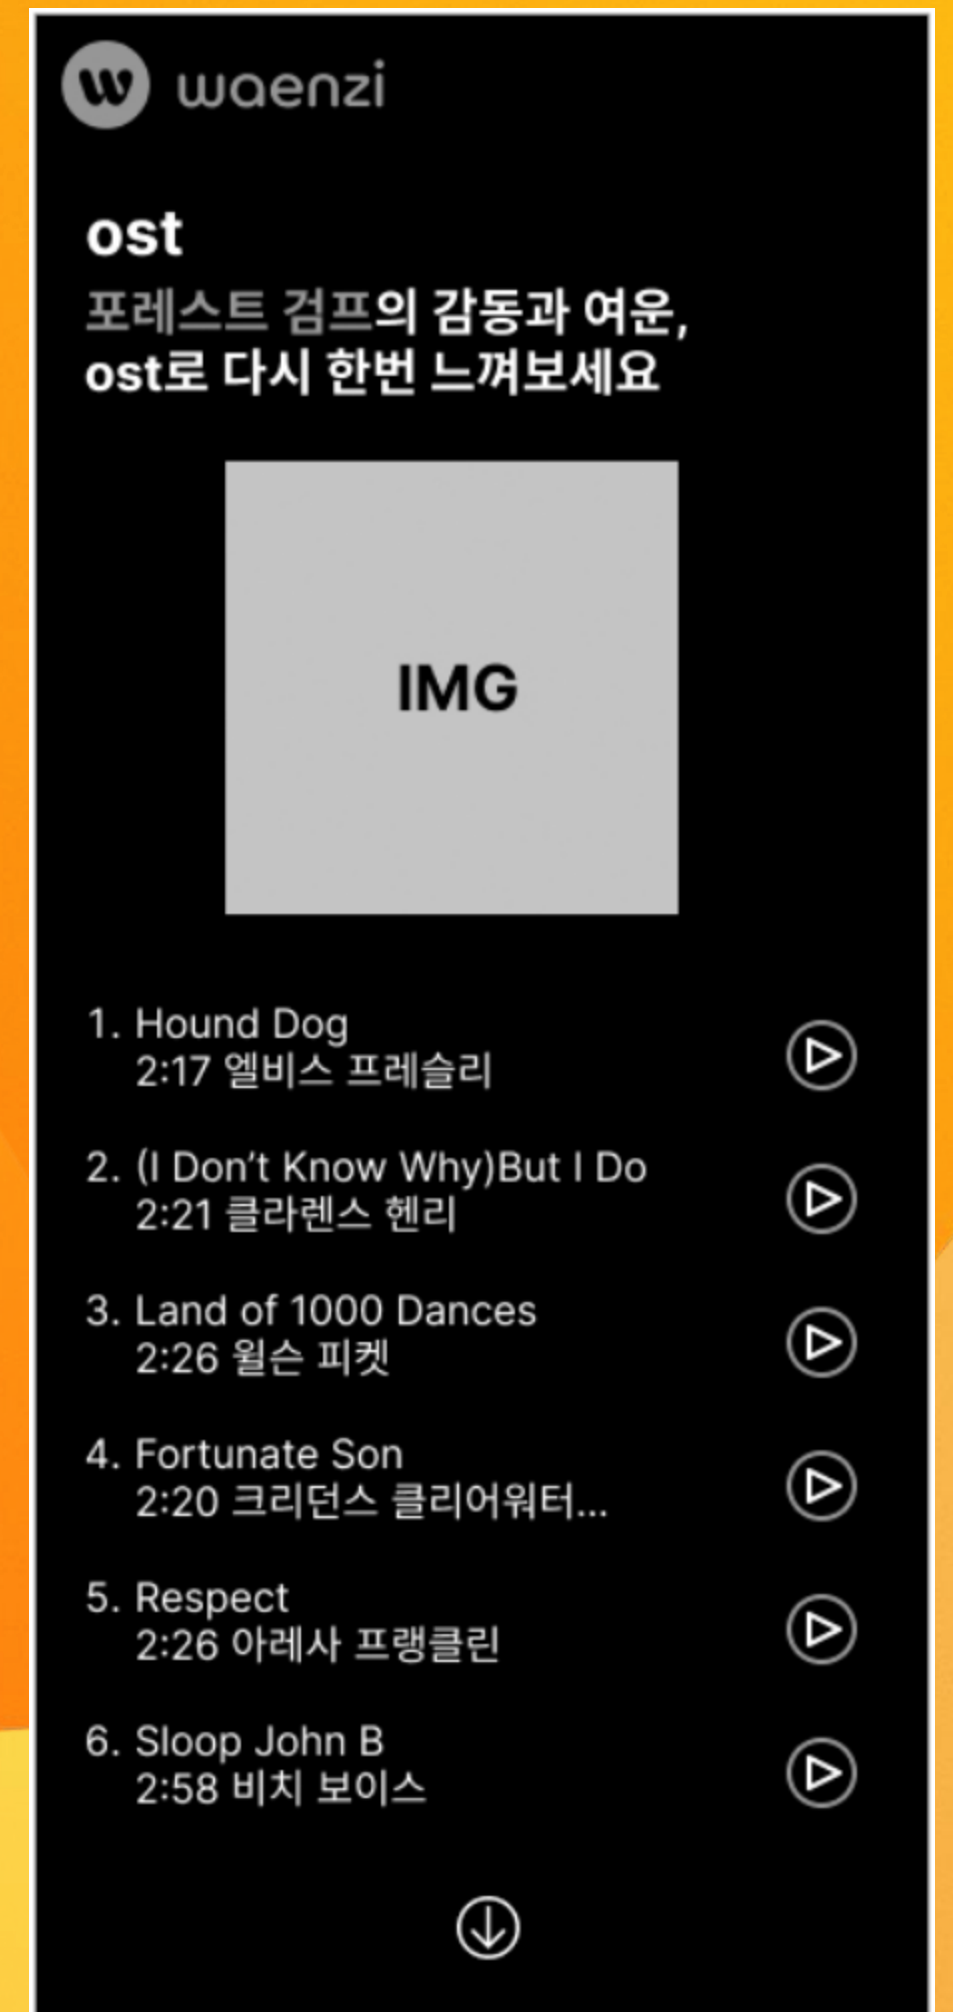 w waenzi
ost
포레스트 검프의 감동과 여운,
ost로 다시 한번 느껴보세요
IMG
1. Hound Dog
2:17 엘비스 프레슬리
2. (I Don’t Know Why)But I Do
2:21 클라렌스 헨리
3. Land of 1000 Dances
2:26 윌슨 피켓
4. Fortunate Son
2:20 크리던스 클리어워터...
5. Respect
2:26 아레사 프랭클린
6. Sloop John B
2:58 비치 보이스